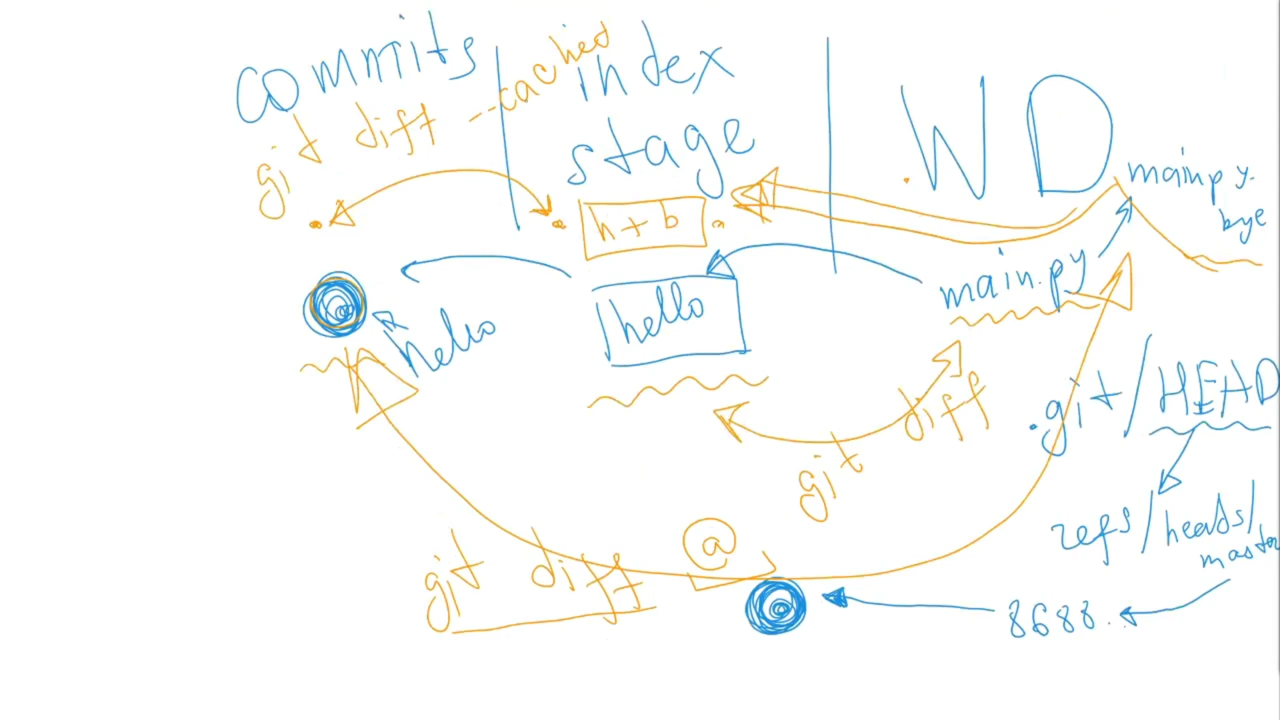 commits
index
stage
WD
git diff --cached
main.py
bye
h + b
main.py
hello
hello
git diff
.git/HEAD
refs/heads/
master
git diff @
8688.